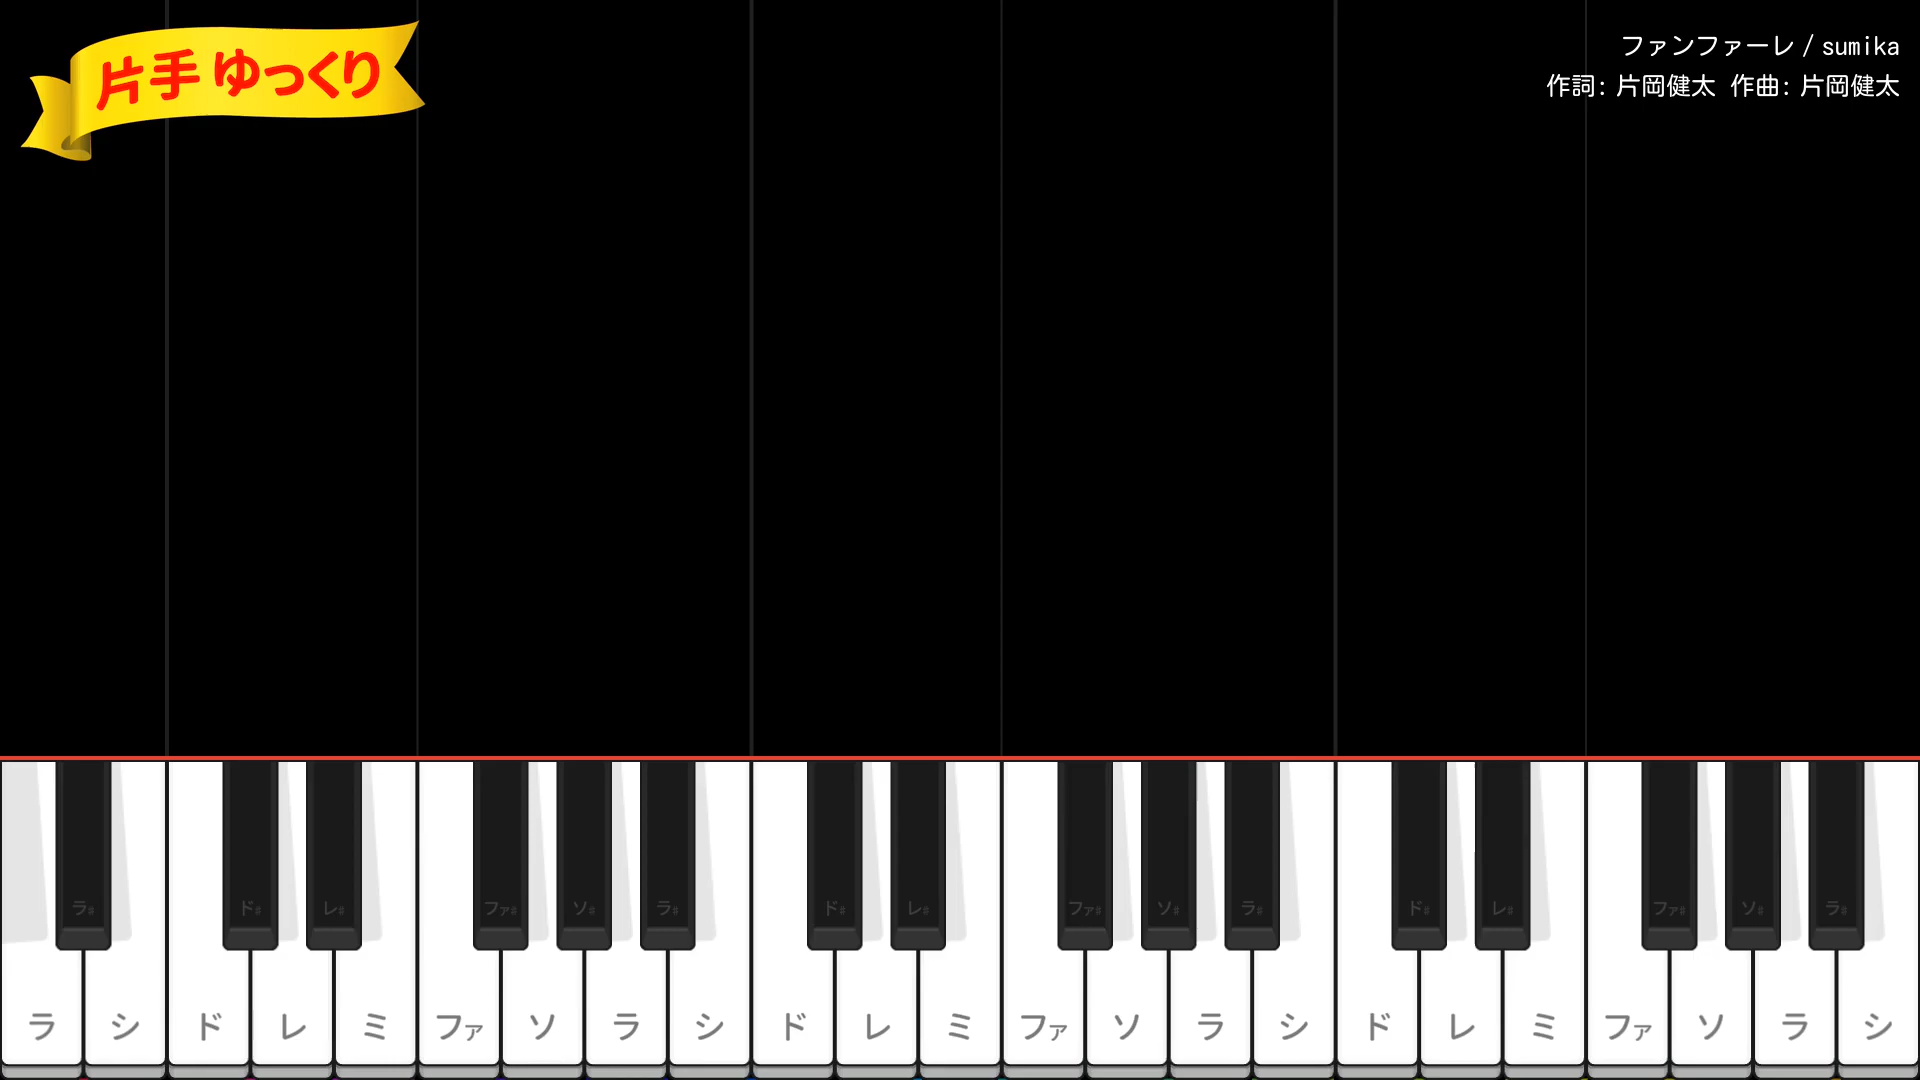 片手 ゆっくり
ファンファーレ / sumika
作詞: 片岡健太 作曲: 片岡健太
ラ# ド# レ# ファ# ソ# ラ# ド# レ# ファ# ソ# ラ# ド# レ# ファ# ソ# ラ#
ラ シ ド レ ミ ファ ソ ラ シ ド レ ミ ファ ソ ラ シ ド レ ミ ファ ソ ラ シ